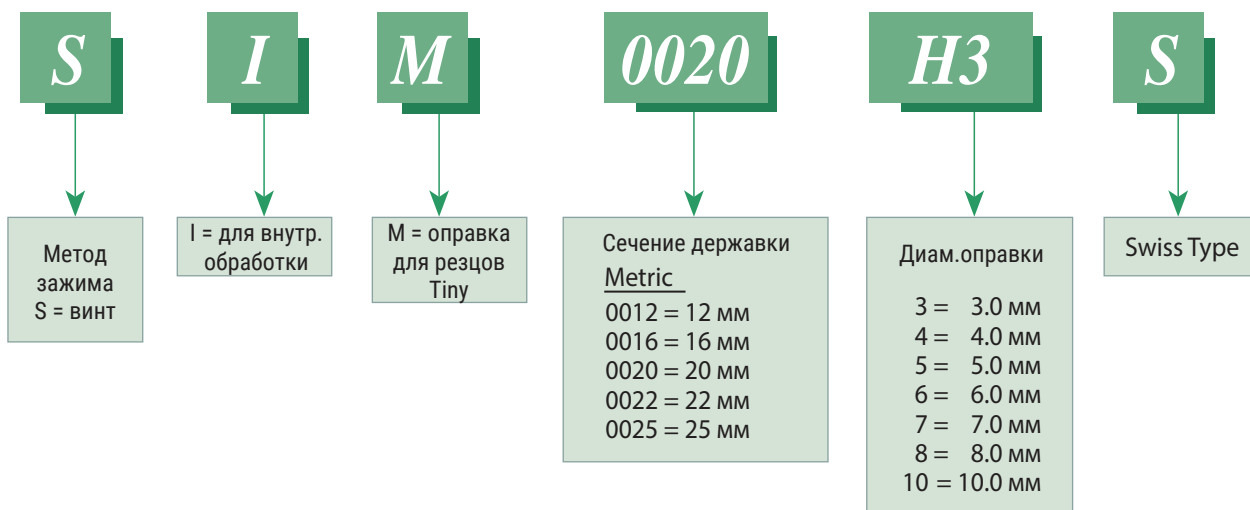 S I M 0020 H3 S
Метод
зажима
S = винт
I = для внутр.
обработки
M = оправка
для резцов
Tiny
Сечение державки
Metric
0012 = 12 мм
0016 = 16 мм
0020 = 20 мм
0022 = 22 мм
0025 = 25 мм
Диам.оправки
3 = 3.0 мм
4 = 4.0 мм
5 = 5.0 мм
6 = 6.0 мм
7 = 7.0 мм
8 = 8.0 мм
10 = 10.0 мм
Swiss Type